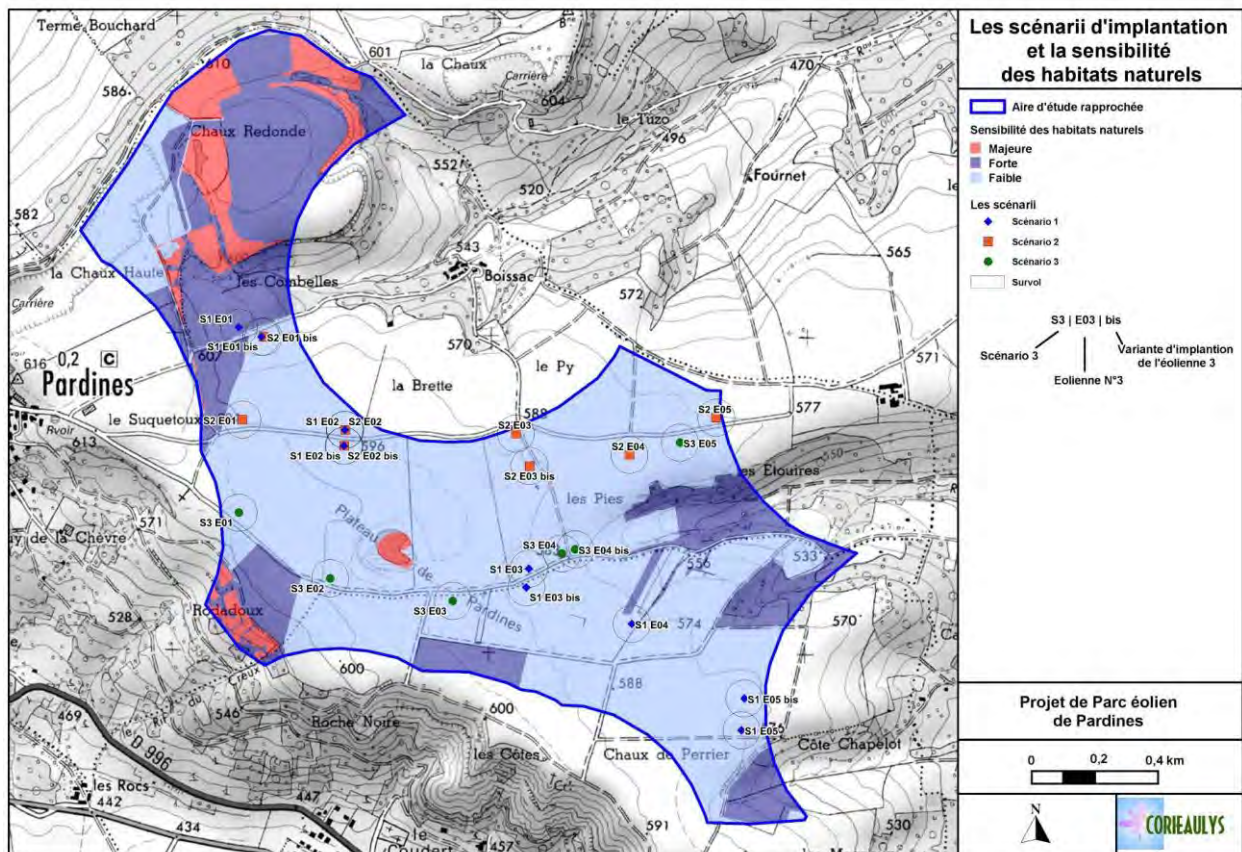 Terme Bouchard
601
la Chaux
Carrière
604
470
610
586
Chaux Redonde
le Tuzo
496
552
Fournet
520
582
565
543
la Chaux Haute
Boissac
les Combelles
572
Carrière
S1 E01
S1 E01 bis
S2 E01 bis
607
570
571
616
0,2
C
Pardines
le Py
la Brette
577
le Suquetoux
S2 E01
S1 E02
S2 E02
588
S2 E03
S2 E05
Rvoir
613
596
S1 E02 bis
S2 E02 bis
S2 E04
S3 E05
S2 E03 bis
550
les Pies
S3 E01
571
Plateau de
Pardines
S3 E04
S3 E04 bis
533
528
S3 E02
S1 E03
556
S1 E03 bis
Rodadoux
S3 E03
S1 E04
574
570
600
Creux
du
588
546
Roche Noire
600
S1 E05 bis
S1 E05
469
D 996
les Côtes
Chaux de Perrier
Côte Chapelot
les Rocs
442
447
434
le
Coudert
457
591
530
Les scénarii d'implantation
et la sensibilité
des habitats naturels
Aire d'étude rapprochée
Sensibilité des habitats naturels
Majeure
Forte
Faible
Les scénarii
Scénario 1
Scénario 2
Scénario 3
Survol
S3 | E03 | bis
Scénario 3
Variante d'implantion
de l'éolienne 3
Eolienne N°3
Projet de Parc éolien
de Pardines
0 0,2 0,4 km
N
CORIEAULYS